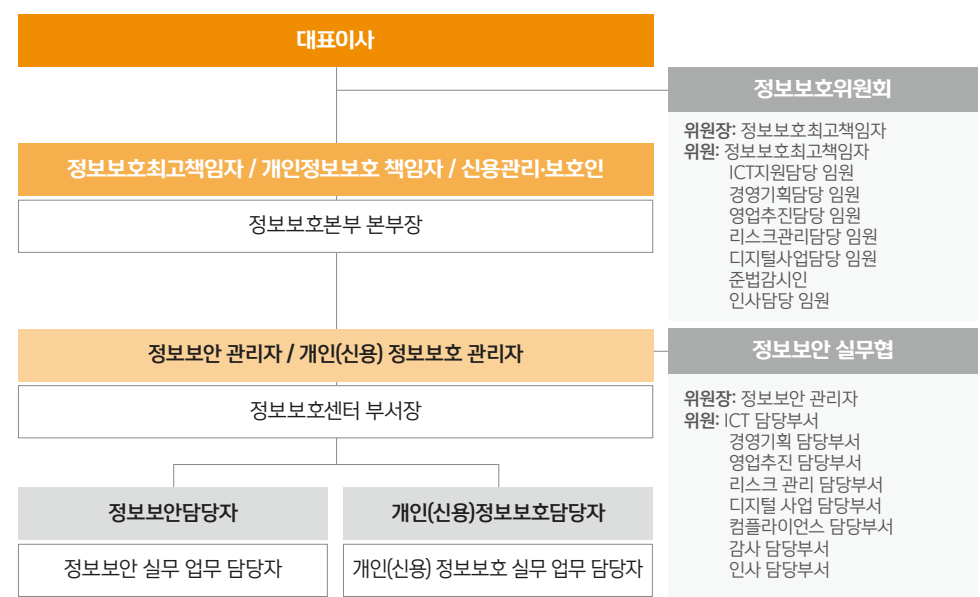 대표이사
정보보호위원회
위원장: 정보보호최고책임자
위원: 정보보호최고책임자
ICT지원담당 임원
경영기획담당 임원
영업추진담당 임원
리스크관리담당 임원
디지털사업담당 임원
준법감시인
인사담당 임원
정보보호최고책임자 / 개인정보보호 책임자 / 신용관리·보호인
정보보호본부 본부장
정보보안 관리자 / 개인(신용) 정보보호 관리자
정보보호센터 부서장
정보보안 실무협
위원장: 정보보안 관리자
위원: ICT 담당부서
경영기획 담당부서
영업추진 담당부서
리스크 관리 담당부서
디지털 사업 담당부서
컴플라이언스 담당부서
감사 담당부서
인사 담당부서
정보보안담당자
정보보안 실무 업무 담당자
개인(신용)정보보호담당자
개인(신용) 정보보호 실무 업무 담당자